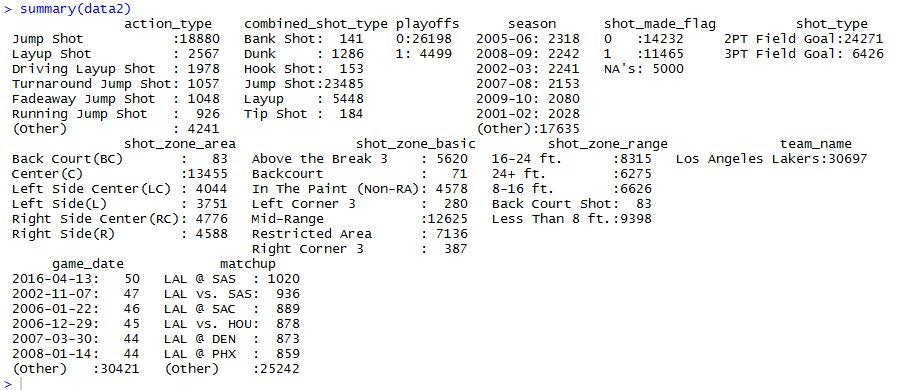 > summary(data2)
action_type combined_shot_type playoffs season shot_made_flag shot_type
Jump Shot :18880 Bank Shot: 141 0:26198 2005-06: 2318 0 :14232 2PT Field Goal:24271
Layup Shot : 2567 Dunk : 1286 1: 4499 2008-09: 2242 1 :11465 3PT Field Goal: 6426
Driving Layup Shot : 1978 Hook Shot: 153 2002-03: 2241 NA's: 5000
Turnaround Jump Shot: 1057 Jump Shot:23485 2007-08: 2153
Fadeaway Jump Shot : 1048 Layup : 5448 2009-10: 2080
Running Jump Shot : 926 Tip Shot : 184 2001-02: 2028
(Other) : 4241 (Other):17635
shot_zone_area shot_zone_basic shot_zone_range team_name
Back Court(BC) : 83 Above the Break 3 : 5620 16-24 ft. :8315 Los Angeles Lakers:30697
Center(C) :13455 Backcourt : 71 24+ ft. :6275
Left Side Center(LC) : 4044 In The Paint (Non-RA): 4578 8-16 ft. :6626
Left Side(L) : 3751 Left Corner 3 : 280 Back Court Shot: 83
Right Side Center(RC): 4776 Mid-Range :12625 Less Than 8 ft.:9398
Right Side(R) : 4588 Restricted Area : 7136
Right Corner 3 : 387
game_date matchup
2016-04-13: 50 LAL @ SAS : 1020
2002-11-07: 47 LAL vs. SAS: 936
2006-01-22: 46 LAL @ SAC : 889
2006-12-29: 45 LAL vs. HOU: 878
2007-03-30: 44 LAL @ DEN : 873
2008-01-14: 44 LAL @ PHX : 859
(Other) :30421 (Other) :25242
>